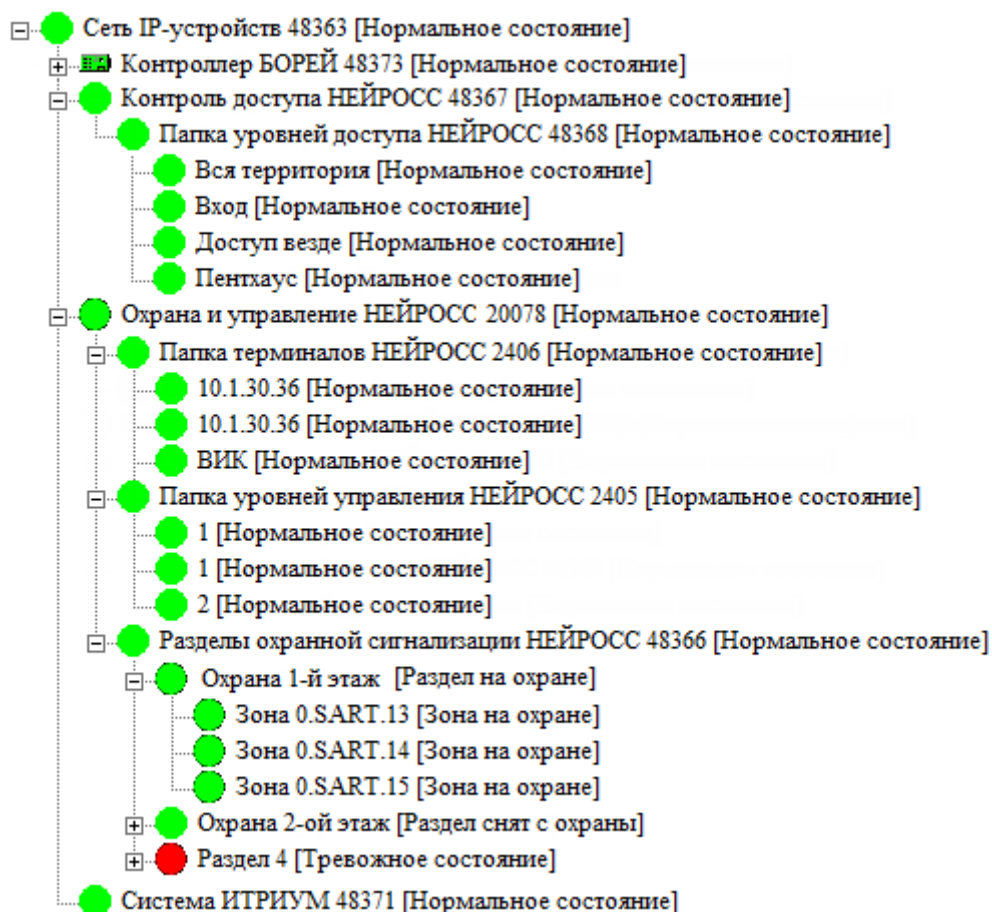 Сеть IP-устройств 48363 [Нормальное состояние]
Контроллер БОРЕЙ 48373 [Нормальное состояние]
Контроль доступа НЕЙРОСС 48367 [Нормальное состояние]
Папка уровней доступа НЕЙРОСС 48368 [Нормальное состояние]
Вся территория [Нормальное состояние]
Вход [Нормальное состояние]
Доступ везде [Нормальное состояние]
Пентхаус [Нормальное состояние]
Охрана и управление НЕЙРОСС 20078 [Нормальное состояние]
Папка терминалов НЕЙРОСС 2406 [Нормальное состояние]
10.1.30.36 [Нормальное состояние]
10.1.30.36 [Нормальное состояние]
ВИК [Нормальное состояние]
Папка уровней управления НЕЙРОСС 2405 [Нормальное состояние]
1 [Нормальное состояние]
1 [Нормальное состояние]
2 [Нормальное состояние]
Разделы охранной сигнализации НЕЙРОСС 48366 [Нормальное состояние]
Охрана 1-й этаж [Раздел на охране]
Зона 0.SART.13 [Зона на охране]
Зона 0.SART.14 [Зона на охране]
Зона 0.SART.15 [Зона на охране]
Охрана 2-ой этаж [Раздел снят с охраны]
Раздел 4 [Тревожное состояние]
Система ИТРИУМ 48371 [Нормальное состояние]